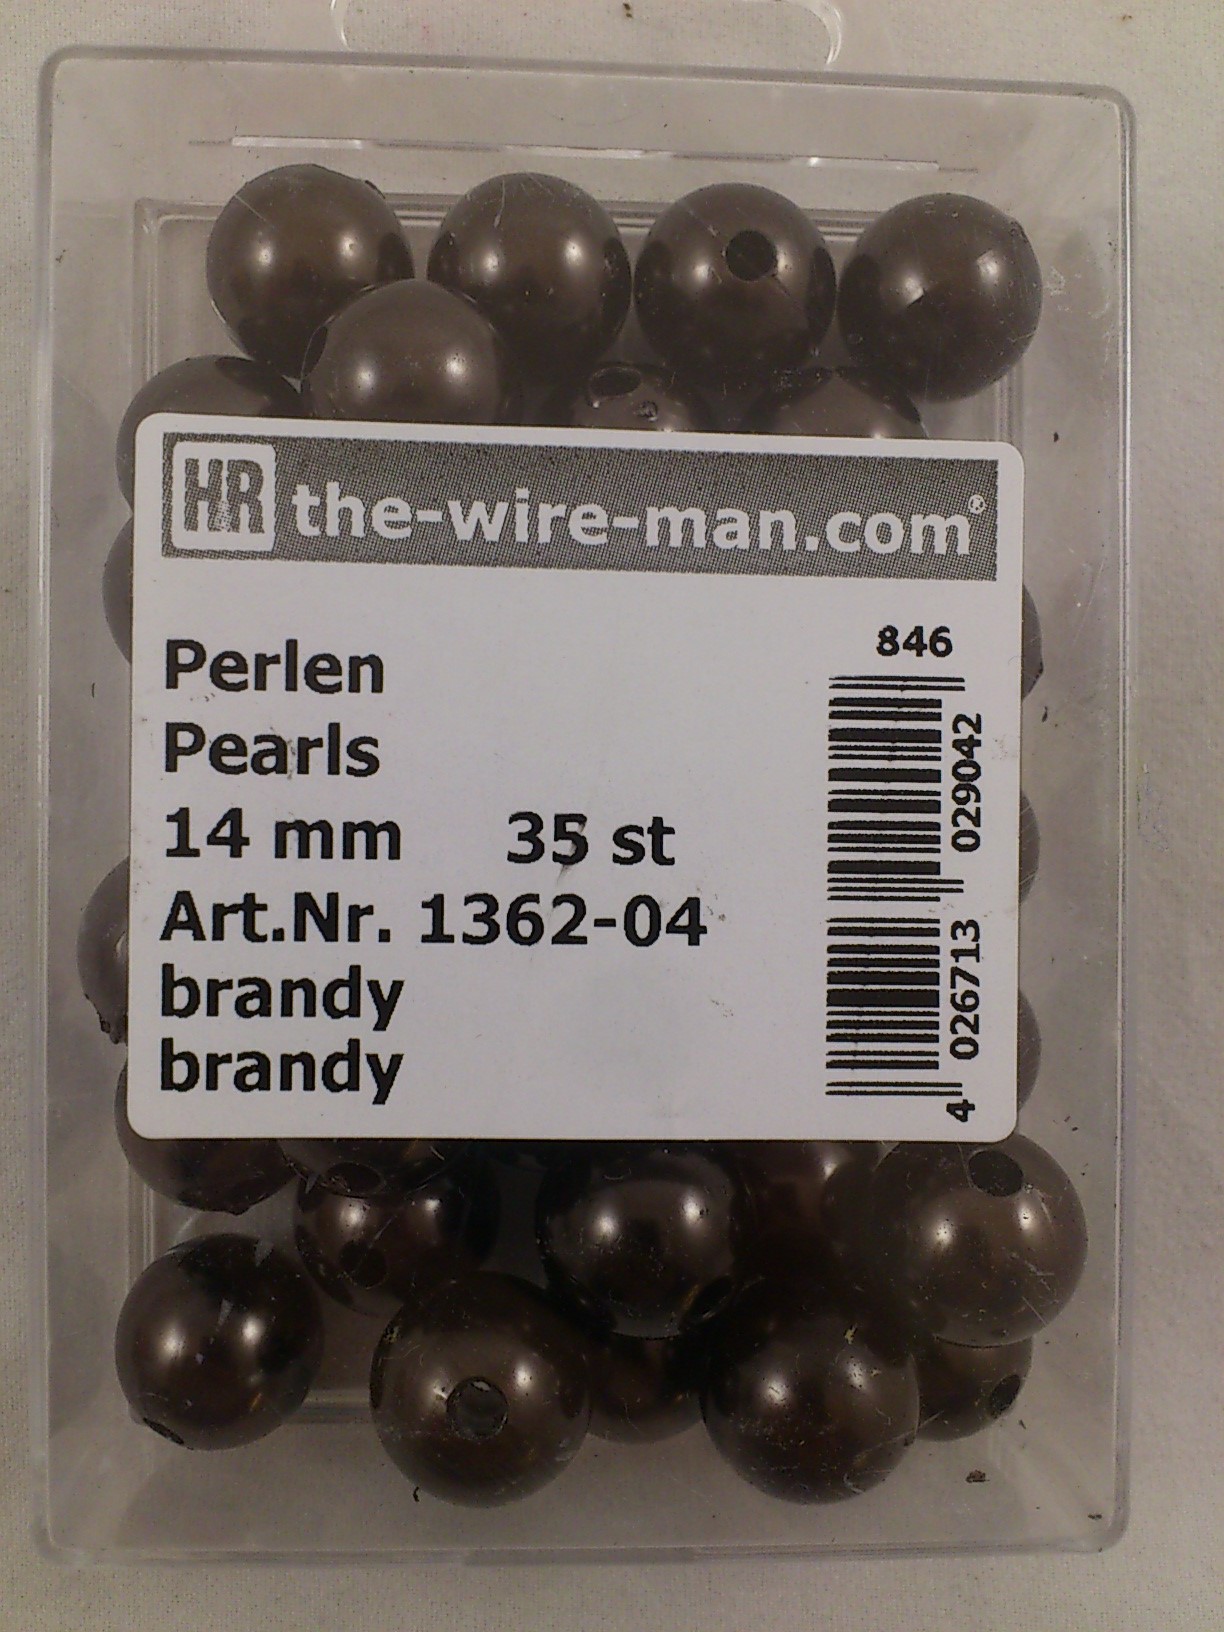 HR the-wire-man.com®
846
Perlen
Pearls
14 mm 35 st
Art.Nr. 1362-04
brandy
brandy
4 026713 029042